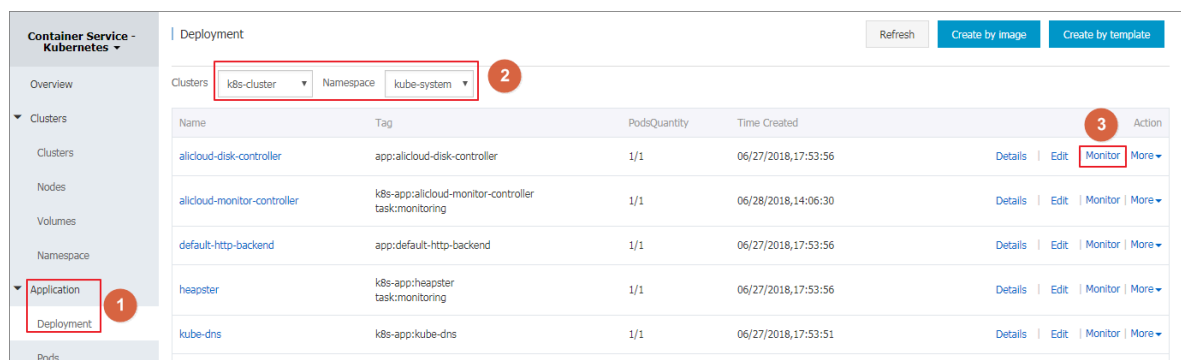 Container Service -
Kubernetes
Overview
Clusters
Clusters
Nodes
Volumes
Namespace
Application
1
Deployment
Pods
Deployment
Refresh
Create by image
Create by template
Clusters k8s-cluster Namespace kube-system 2
Name Tag PodsQuantity Time Created 3 Action
alicloud-disk-controller app:alicloud-disk-controller 1/1 06/27/2018,17:53:56 Details | Edit Monitor More
alicloud-monitor-controller k8s-app:alicloud-monitor-controller
task:monitoring 1/1 06/28/2018,14:06:30 Details | Edit | Monitor | More
default-http-backend app:default-http-backend 1/1 06/27/2018,17:53:56 Details | Edit | Monitor | More
heapster k8s-app:heapster
task:monitoring 1/1 06/27/2018,17:53:56 Details | Edit | Monitor | More
kube-dns k8s-app:kube-dns 1/1 06/27/2018,17:53:51 Details | Edit | Monitor | More